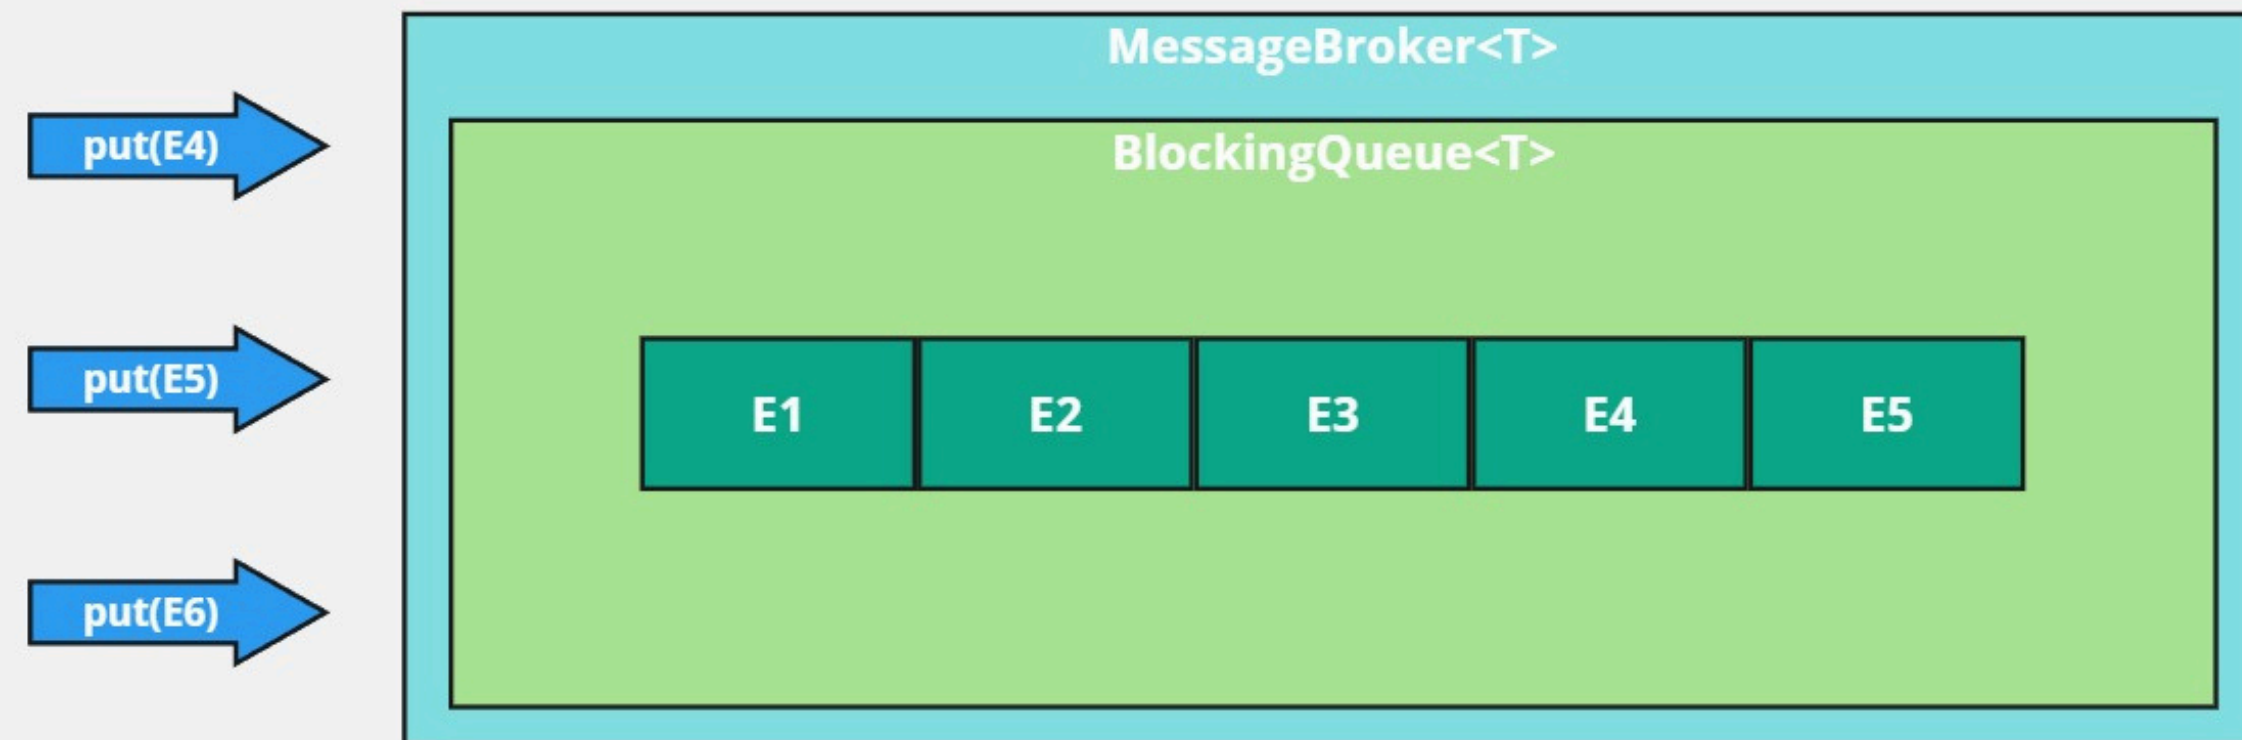 MessageBroker<T>
BlockingQueue<T>
put(E4)
put(E5)
put(E6)
E1 E2 E3 E4 E5